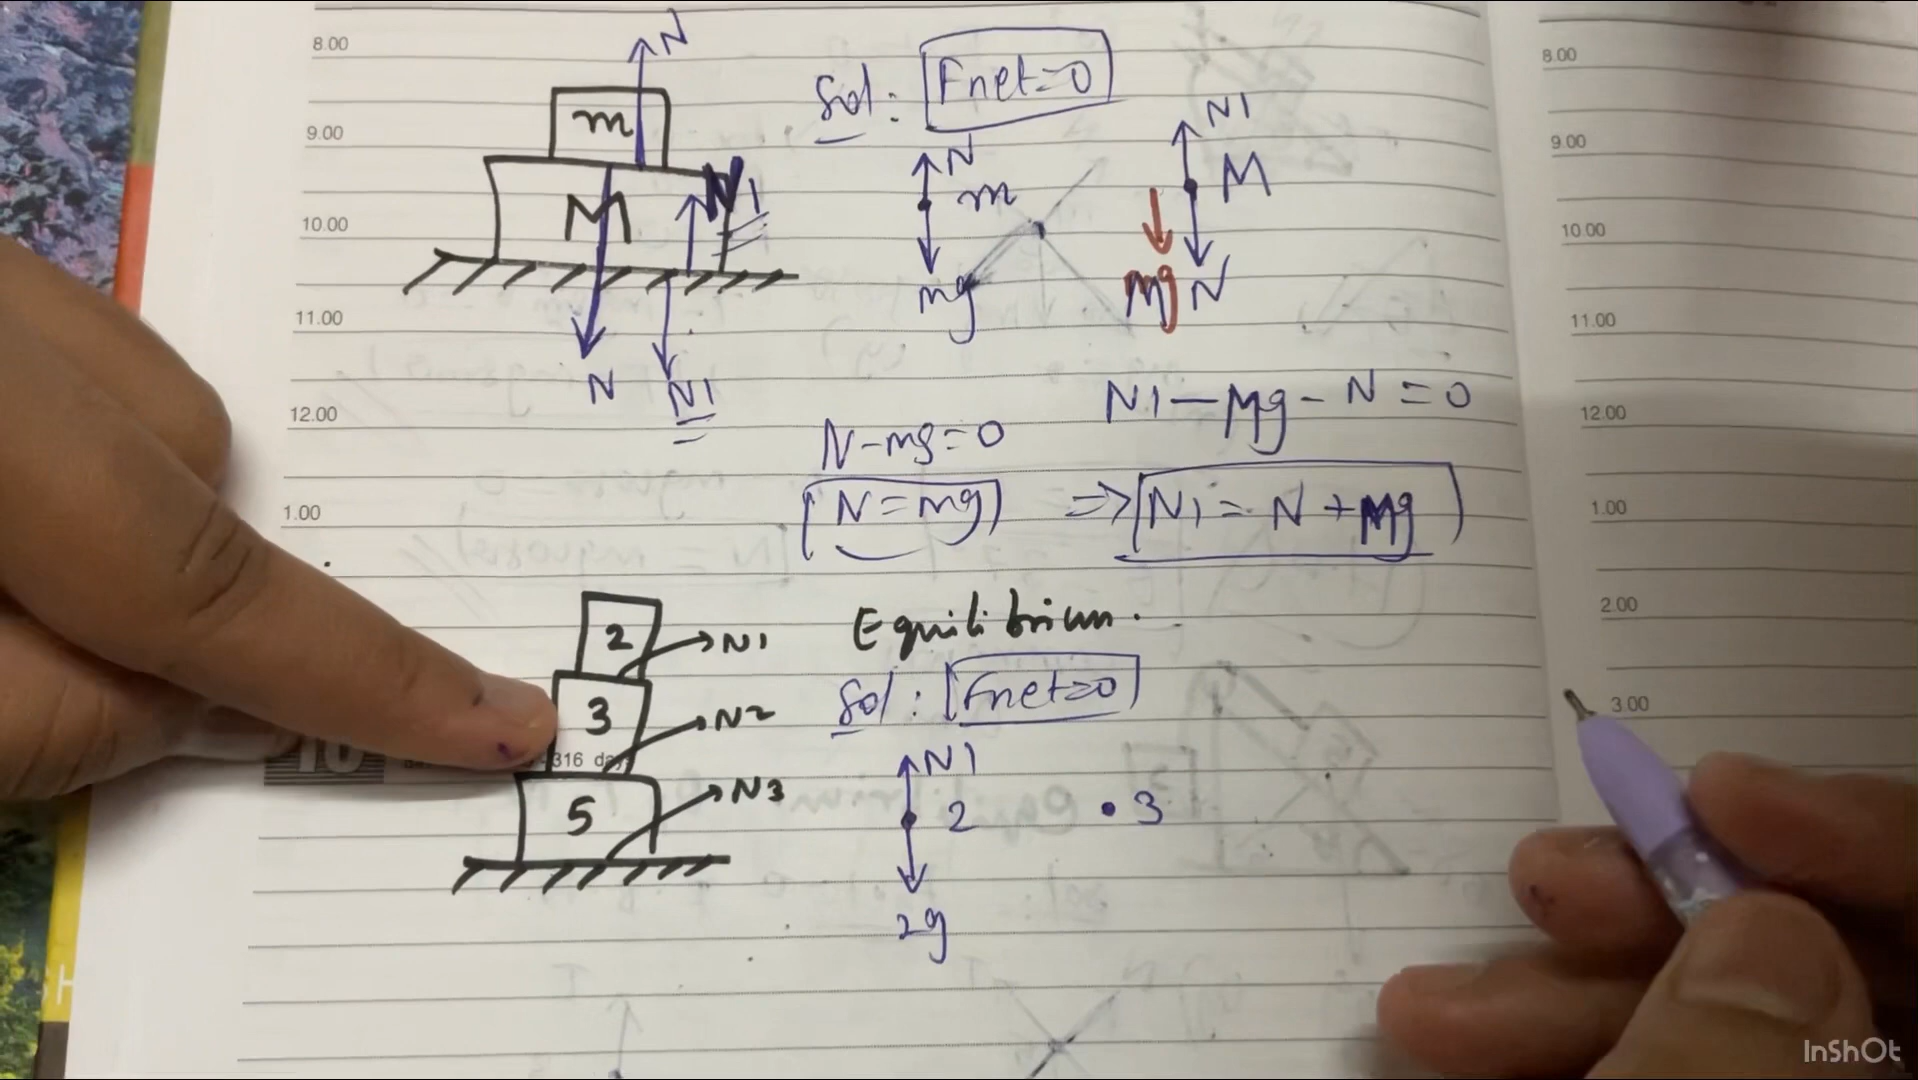 8.00
9.00
10.00
11.00
12.00
1.00
N
m
M
N1
N
N1
Sol: Fnet=0
N
m
mg
N1
M
Mg N
N-mg=0
N=mg
N1-Mg-N=0
=> N1=N+Mg
2
3
5
→N1
→N2
→N3
316 day
Equilibrium.
Sol: Fnet=0
N1
2
2g
• 3
8.00
9.00
10.00
11.00
12.00
1.00
2.00
3.00
InShOt